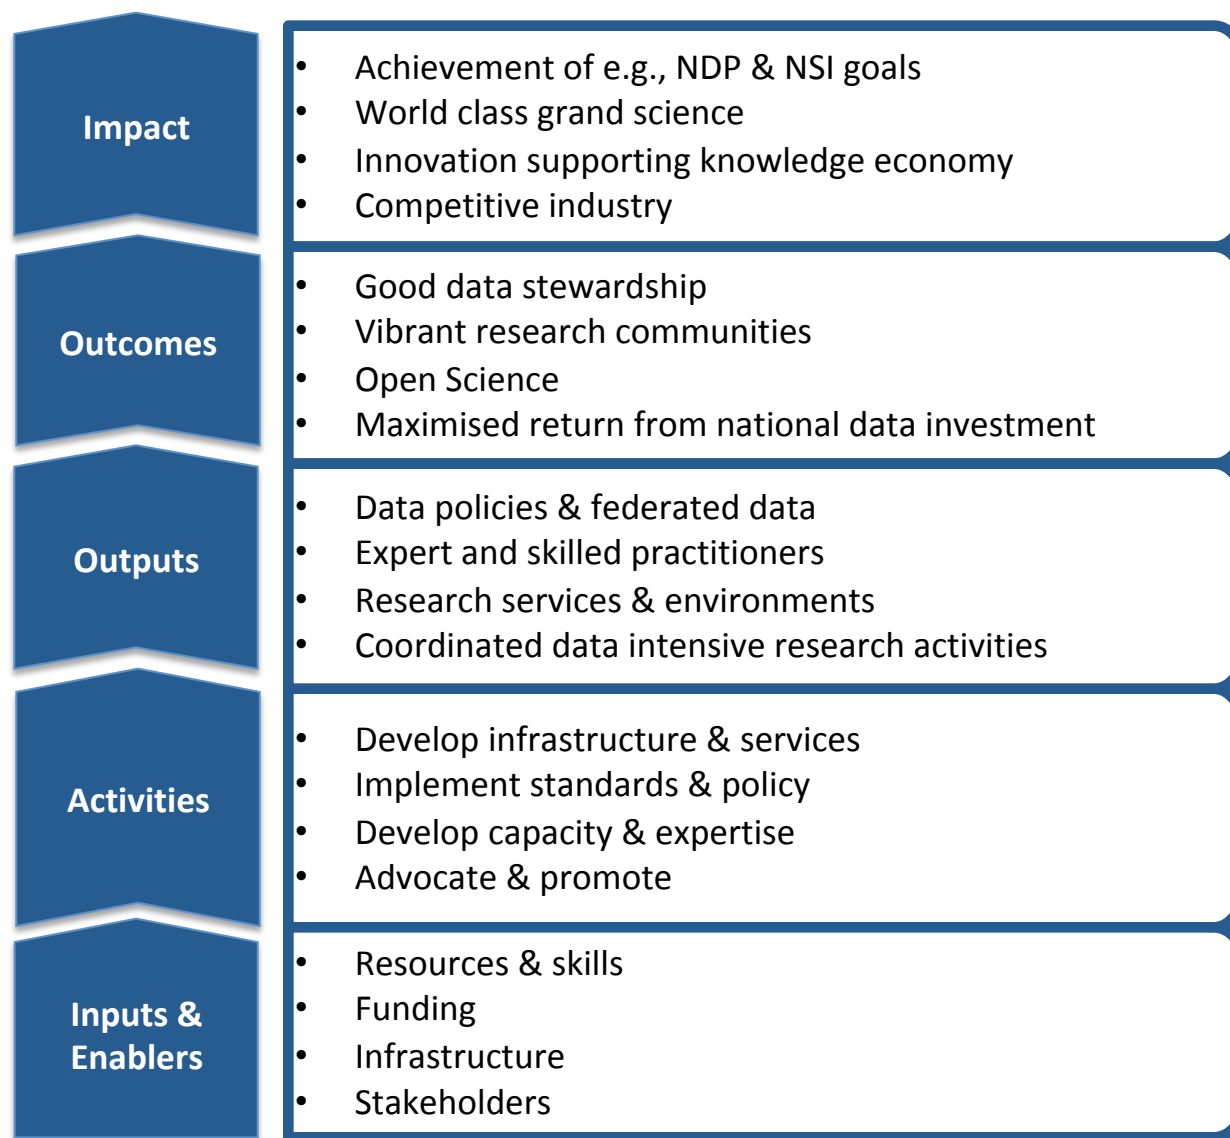 Impact
• Achievement of e.g., NDP & NSI goals
• World class grand science
• Innovation supporting knowledge economy
• Competitive industry
Outcomes
• Good data stewardship
• Vibrant research communities
• Open Science
• Maximised return from national data investment
Outputs
• Data policies & federated data
• Expert and skilled practitioners
• Research services & environments
• Coordinated data intensive research activities
Activities
• Develop infrastructure & services
• Implement standards & policy
• Develop capacity & expertise
• Advocate & promote
Inputs &
Enablers
• Resources & skills
• Funding
• Infrastructure
• Stakeholders